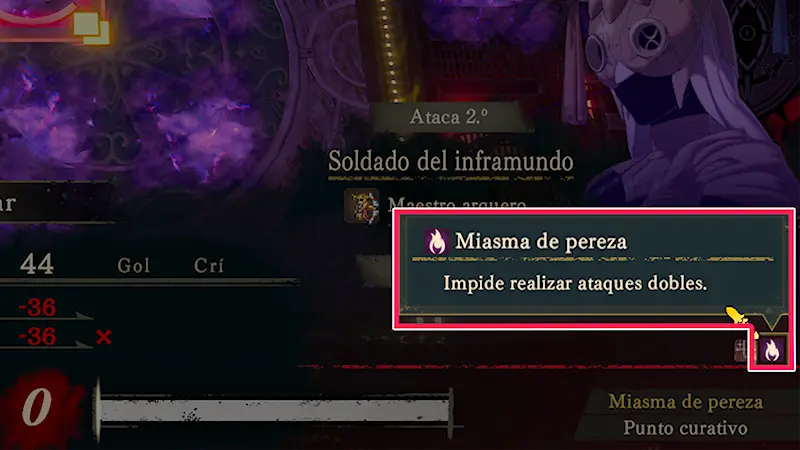 Ataca 2.º
Soldado del inframundo
Maestro arquero
44 Gol Crí
-36
-36
0
Miasma de pereza
Impide realizar ataques dobles.
Miasma de pereza
Punto curativo